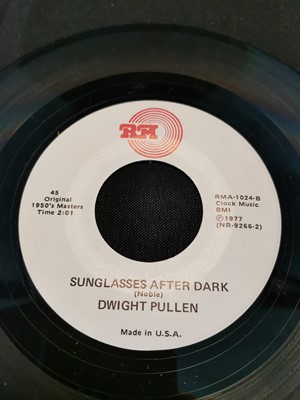 RM
45
Original
1950's Masters
Time 2:01
RMA-1024-B
Clock Music
BMI
℗ 1977
(NR-9266-2)
SUNGLASSES AFTER DARK
(Noble)
DWIGHT PULLEN
Made in U.S.A.